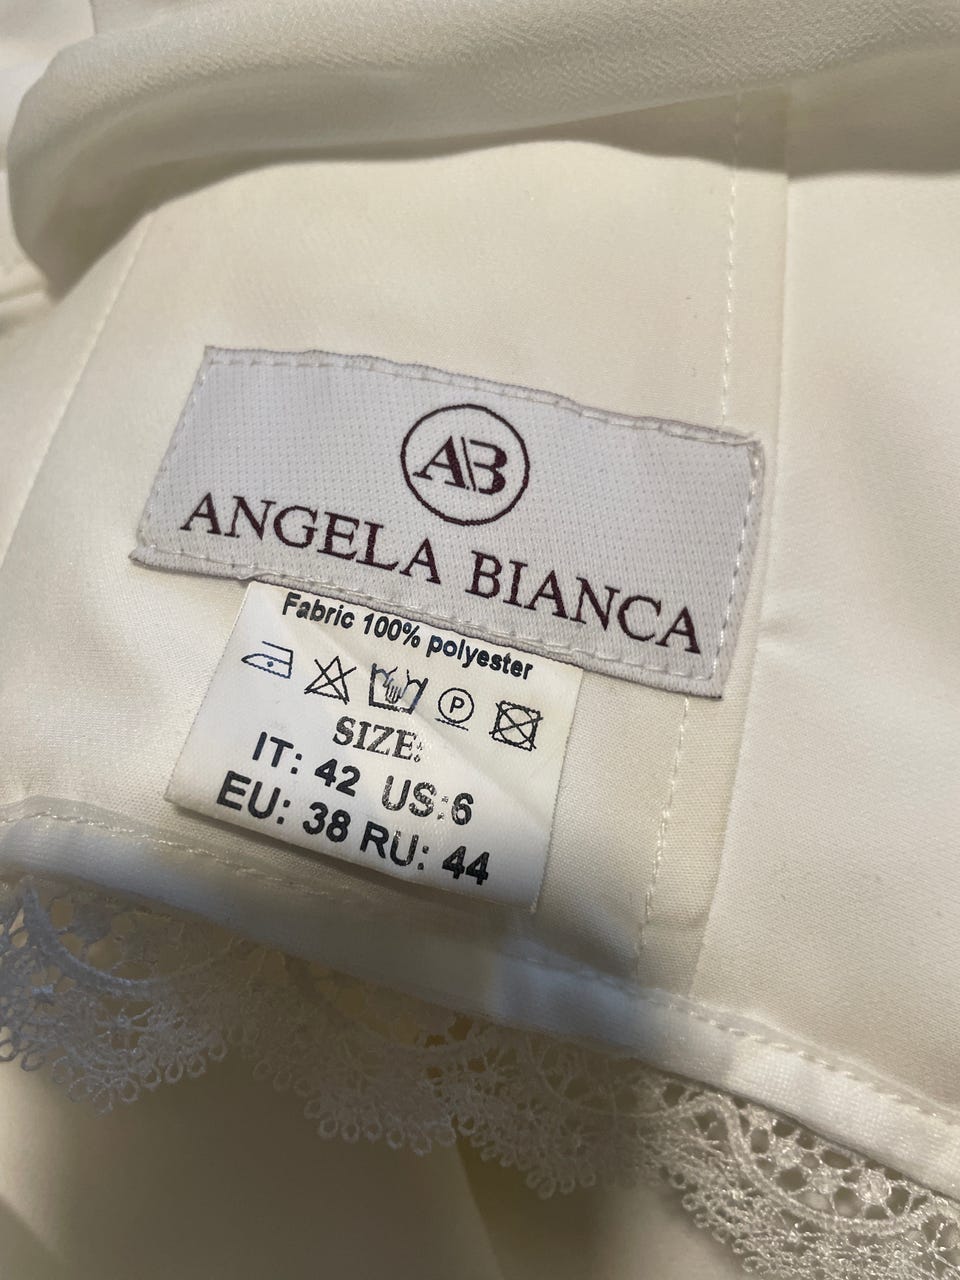 AB
ANGELA BIANCA
Fabric 100% polyester
P
SIZE:
IT: 42 US:6
EU: 38 RU: 44